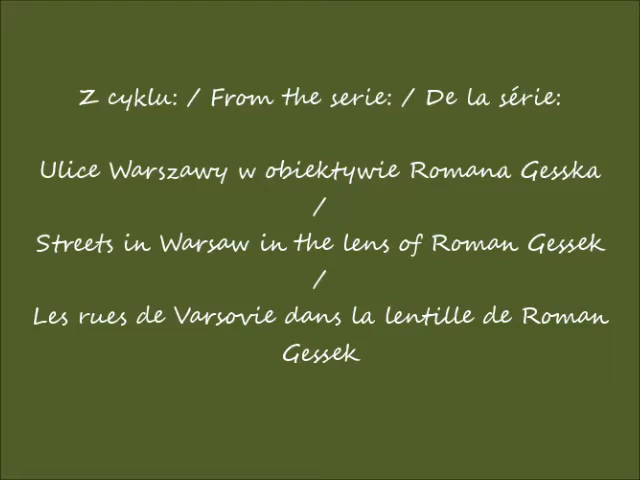 Z cyklu: / From the serie: / De la série:
Ulice Warszawy w obiektywie Romana Gesska
/
Streets in Warsaw in the lens of Roman Gessek
/
Les rues de Varsovie dans la lentille de Roman
Gessek